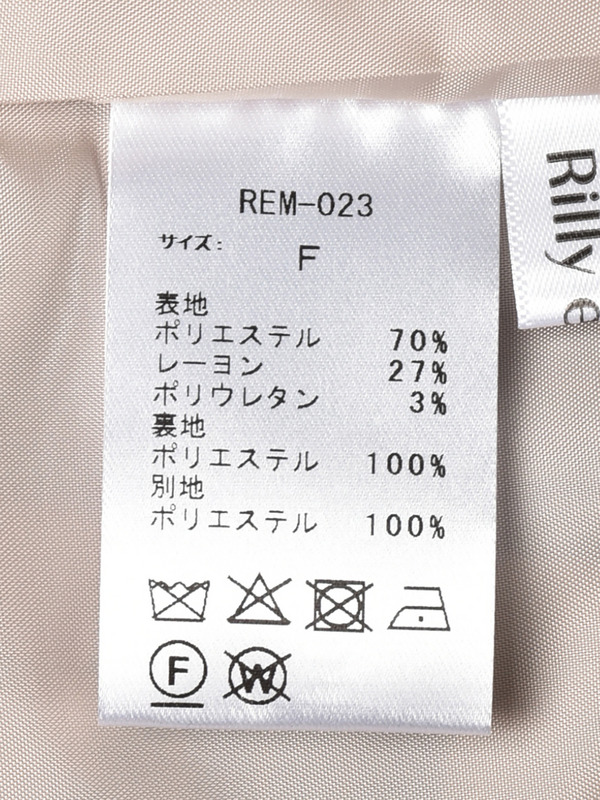 REM-023
サイズ: F
表地
ポリエステル 70%
レーヨン 27%
ポリウレタン 3%
裏地
ポリエステル 100%
別地
ポリエステル 100%
F W
Rilly